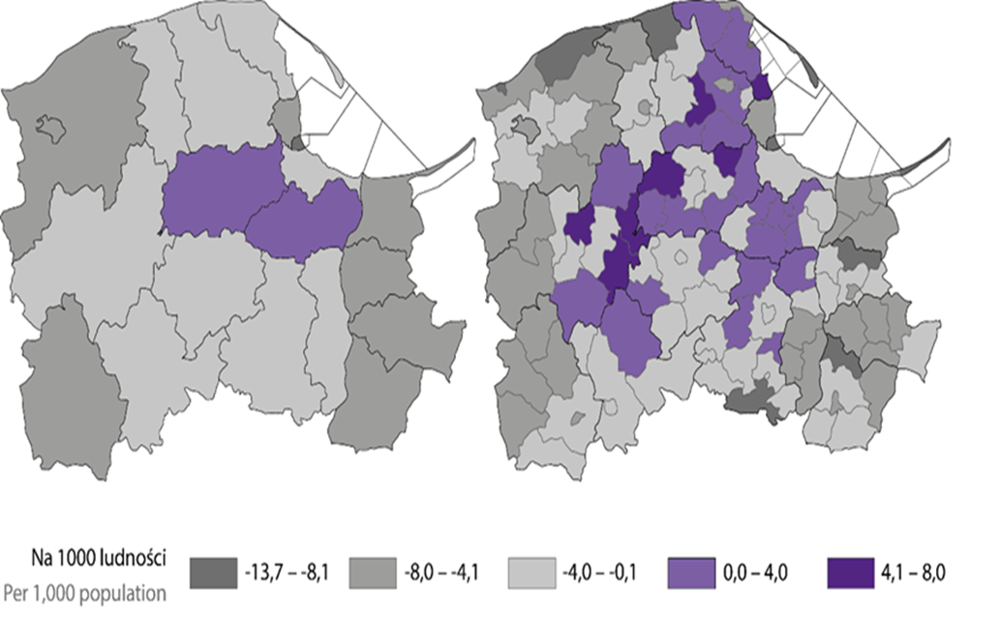 Na 1000 ludności
Per 1,000 population
-13,7 – -8,1
-8,0 – -4,1
-4,0 – -0,1
0,0 – 4,0
4,1 – 8,0